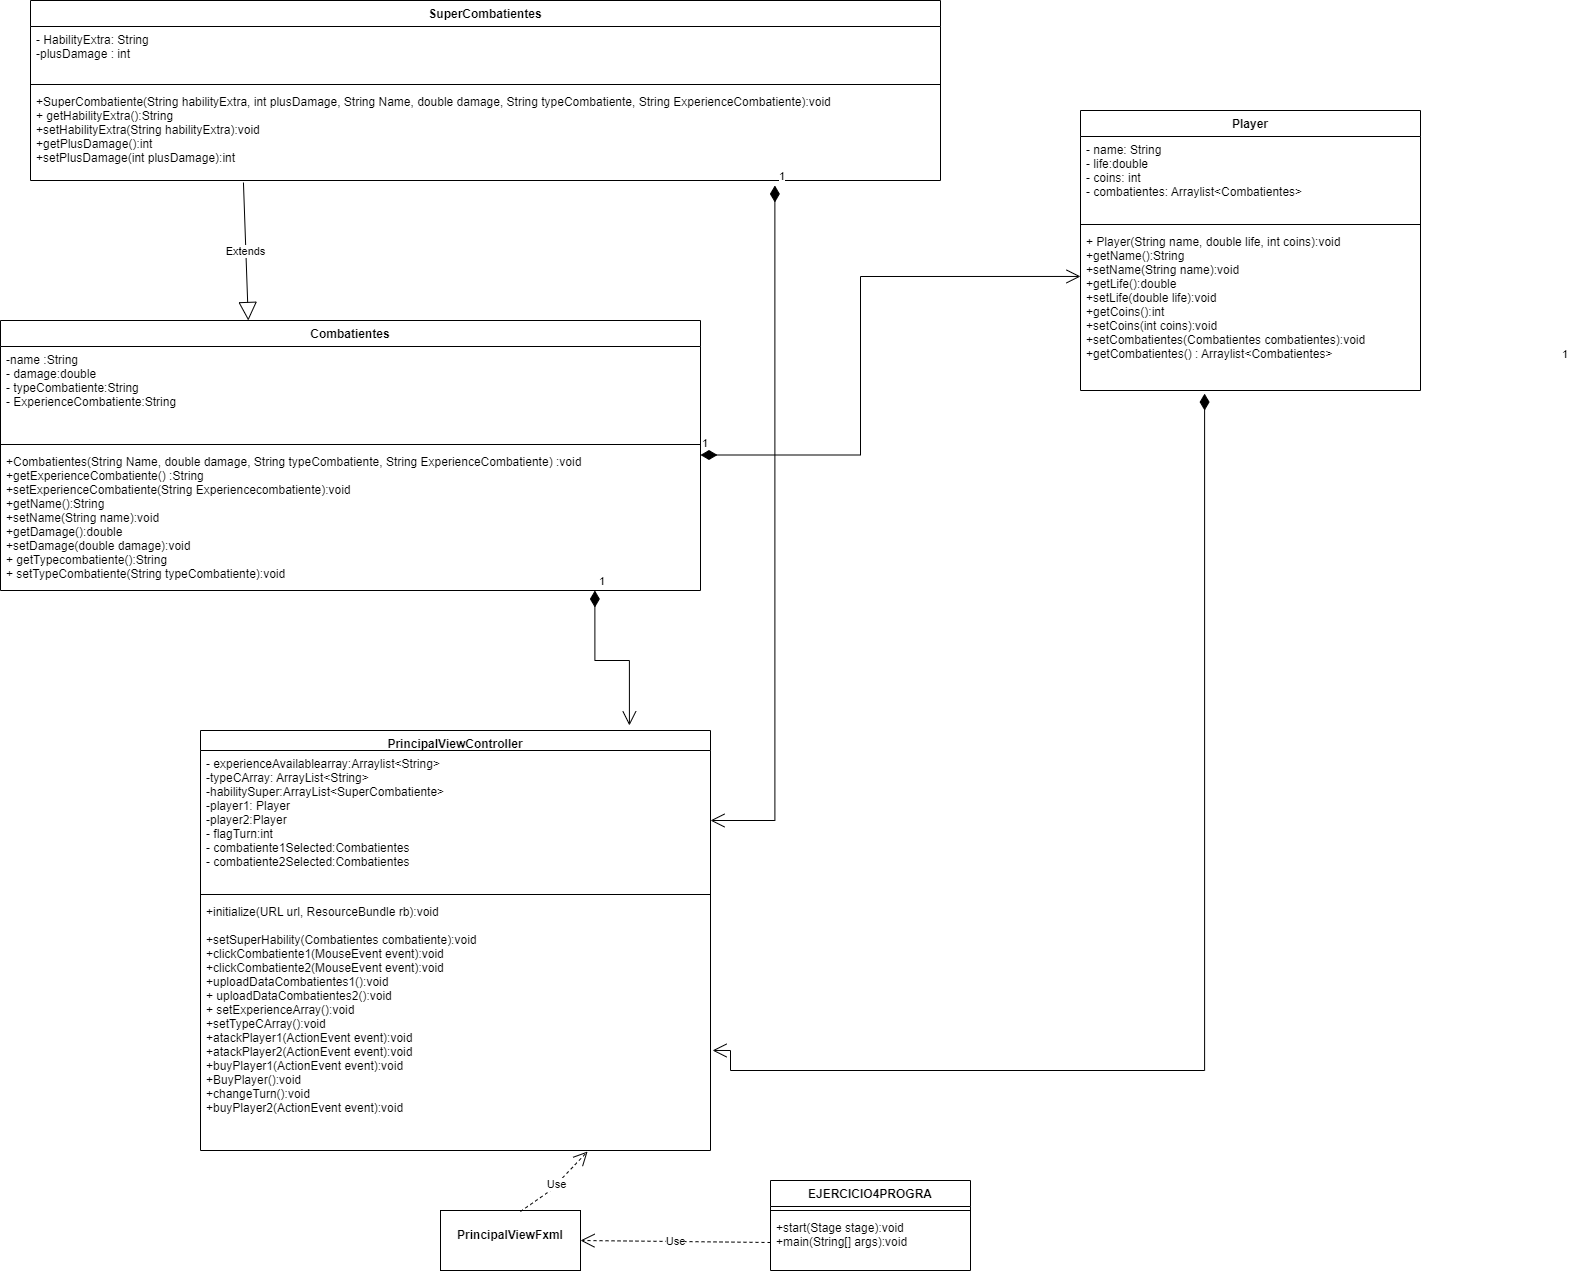 SuperCombatientes
- HabilityExtra: String
-plusDamage : int
+SuperCombatiente(String habilityExtra, int plusDamage, String Name, double damage, String typeCombatiente, String ExperienceCombatiente):void
+ getHabilityExtra():String
+setHabilityExtra(String habilityExtra):void
+getPlusDamage():int
+setPlusDamage(int plusDamage):int
1
Extends
Player
- name: String
- life:double
- coins: int
- combatientes: Arraylist<Combatientes>
+ Player(String name, double life, int coins):void
+getName():String
+setName(String name):void
+getLife():double
+setLife(double life):void
+getCoins():int
+setCoins(int coins):void
+setCombatientes(Combatientes combatientes):void
+getCombatientes() : Arraylist<Combatientes>
1
Combatientes
-name :String
- damage:double
- typeCombatiente:String
- ExperienceCombatiente:String
1
+Combatientes(String Name, double damage, String typeCombatiente, String ExperienceCombatiente) :void
+getExperienceCombatiente() :String
+setExperienceCombatiente(String Experiencecombatiente):void
+getName():String
+setName(String name):void
+getDamage():double
+setDamage(double damage):void
+ getTypecombatiente():String
+ setTypeCombatiente(String typeCombatiente):void
1
PrincipalViewController
- experienceAvailablearray:Arraylist<String>
-typeCArray: ArrayList<String>
-habilitySuper:ArrayList<SuperCombatiente>
-player1: Player
-player2:Player
- flagTurn:int
- combatiente1Selected:Combatientes
- combatiente2Selected:Combatientes
+initialize(URL url, ResourceBundle rb):void
+setSuperHability(Combatientes combatiente):void
+clickCombatiente1(MouseEvent event):void
+clickCombatiente2(MouseEvent event):void
+uploadDataCombatientes1():void
+ uploadDataCombatientes2():void
+ setExperienceArray():void
+setTypeCArray():void
+atackPlayer1(ActionEvent event):void
+atackPlayer2(ActionEvent event):void
+buyPlayer1(ActionEvent event):void
+BuyPlayer():void
+changeTurn():void
+buyPlayer2(ActionEvent event):void
Use
PrincipalViewFxml
Use
EJERCICIO4PROGRA
+start(Stage stage):void
+main(String[] args):void